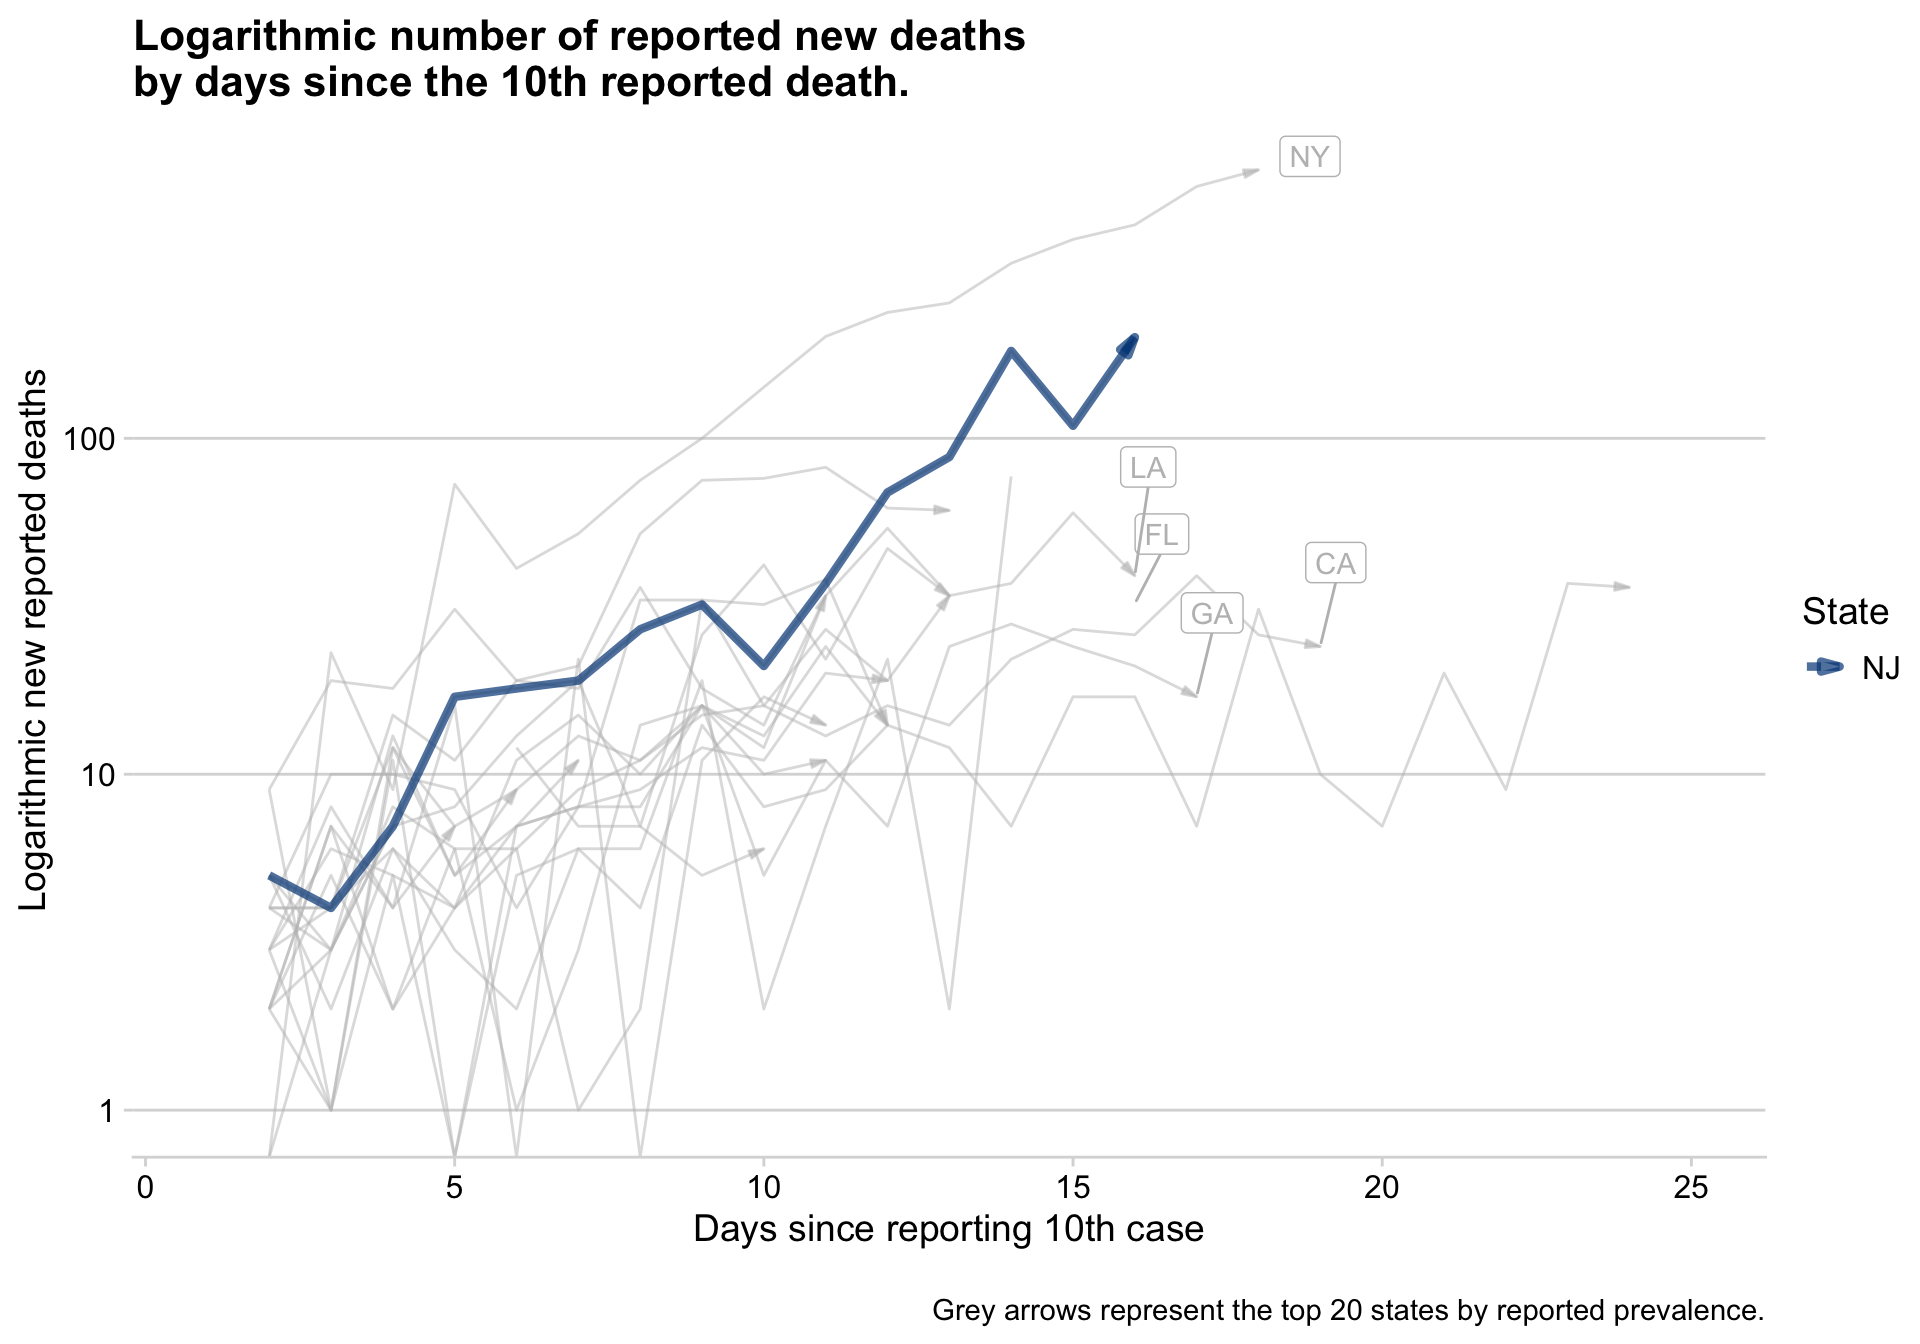 Logarithmic number of reported new deaths
by days since the 10th reported death.
NY
LA
FL
CA
GA
Logarithmic new reported deaths
100
10
1
0 5 10 15 20 25
Days since reporting 10th case
State
NJ
Grey arrows represent the top 20 states by reported prevalence.